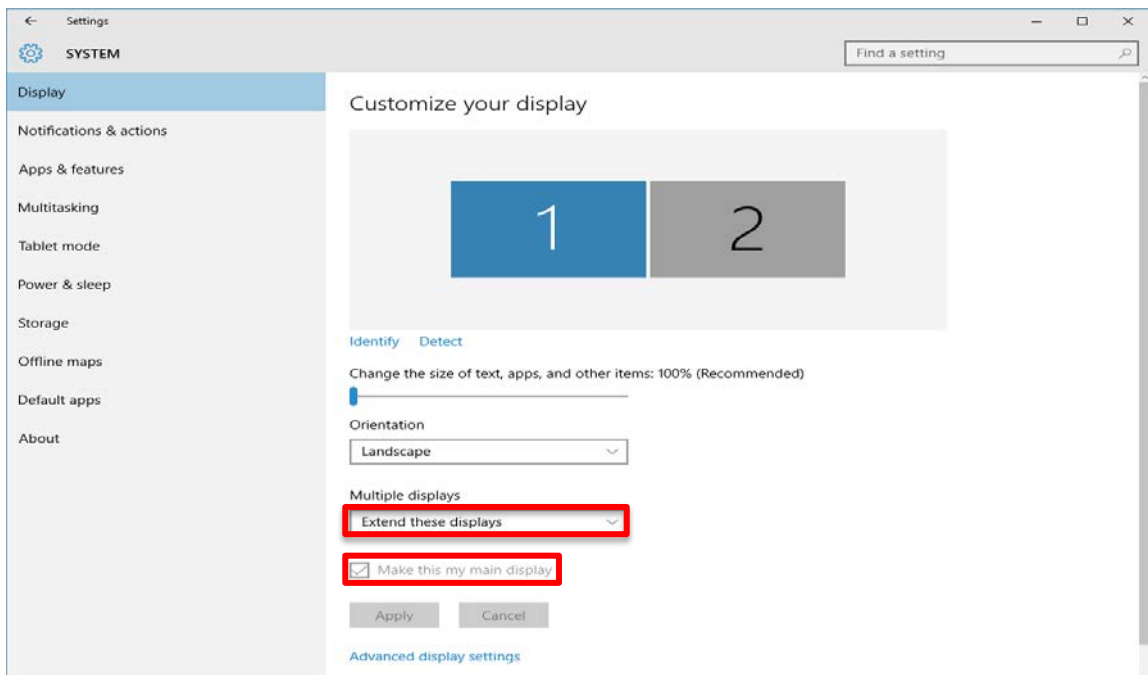 Settings
SYSTEM
Find a setting
Display
Notifications & actions
Apps & features
Multitasking
Tablet mode
Power & sleep
Storage
Offline maps
Default apps
About
Customize your display
1 2
Identify Detect
Change the size of text, apps, and other items: 100% (Recommended)
Orientation
Landscape
Multiple displays
Extend these displays
Make this my main display
Apply Cancel
Advanced display settings